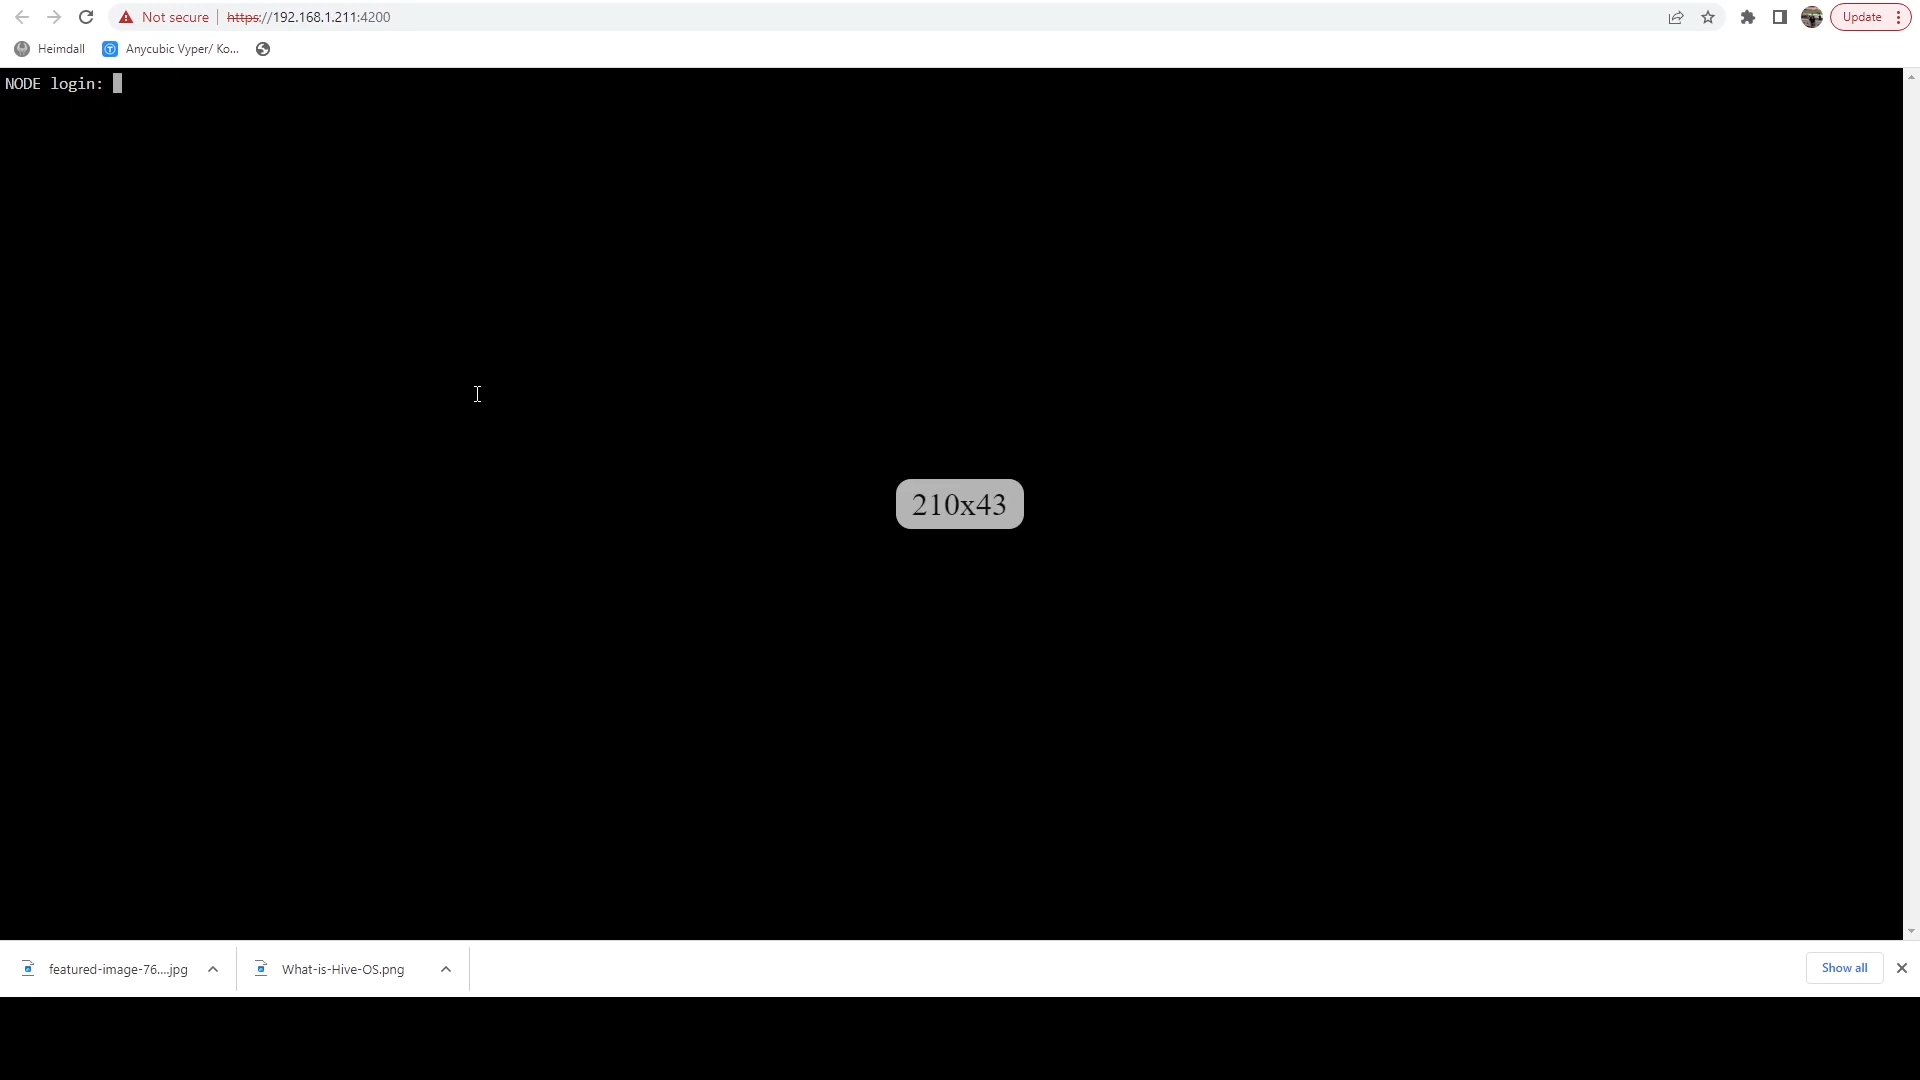 Not secure https://192.168.1.211:4200 Update
Heimdall Anycubic Vyper/ Ko...
NODE login:
210x43
featured-image-76....jpg What-is-Hive-OS.png Show all